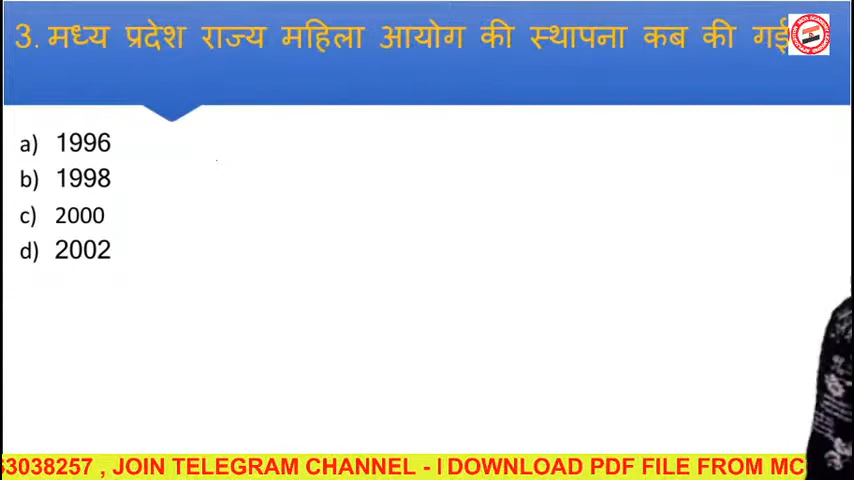 3. मध्य प्रदेश राज्य महिला आयोग की स्थापना कब की गई
a) 1996
b) 1998
c) 2000
d) 2002
63038257 , JOIN TELEGRAM CHANNEL - I DOWNLOAD PDF FILE FROM MC